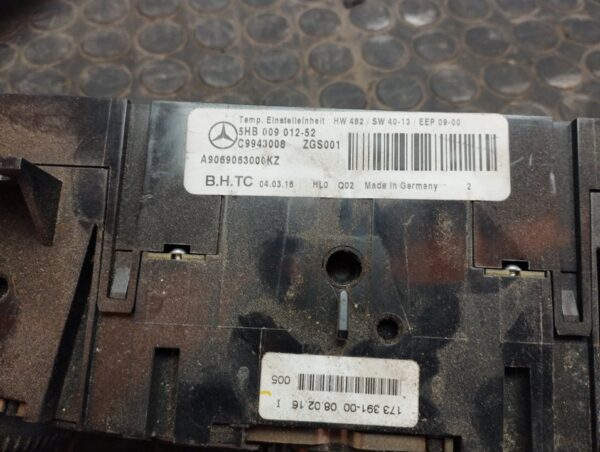 Temp. Einstelleinheit HW 482 / SW 40-13 / EEP 09-00
5HB 009 012-52
C9943008 ZGS001
A9069063000KZ
B.H.TC 04.03.16 HL0 Q02 Made in Germany 2
173 391-00 08.02.16 I
005